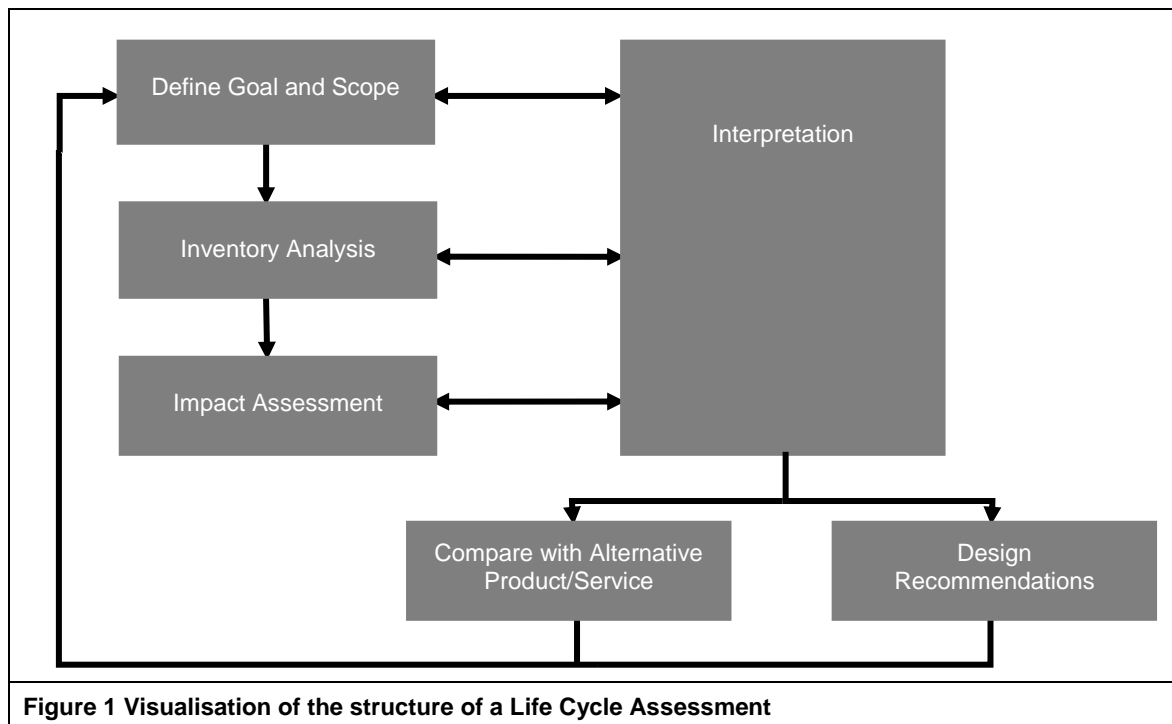 Define Goal and Scope
Interpretation
Inventory Analysis
Impact Assessment
Compare with Alternative
Product/Service
Design
Recommendations
Figure 1 Visualisation of the structure of a Life Cycle Assessment